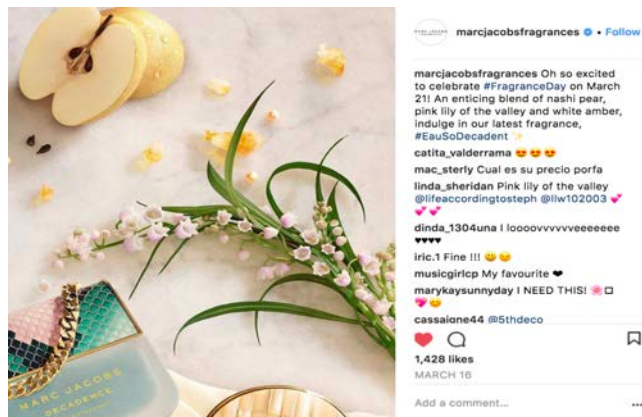 MARC JACOBS
DECADENCE
marcjacobsfragrances • Follow
marcjacobsfragrances Oh so excited
to celebrate #FragranceDay on March
21! An enticing blend of nashi pear,
pink lily of the valley and white amber,
indulge in our latest fragrance,
#EauSoDecadent ✨
catita_valderrama 😍😍😍
mac_sterly Cual es su precio porfa
linda_sheridan Pink lily of the valley
@lifeaccordingtosteph @llw102003 💕
💕💕
dinda_1304una I loooovvvvvveeeeeee
♥♥♥♥
iric.1 Fine !!! 😀😊
musicgirlcp My favourite ❤
marykaysunnyday I NEED THIS! 🌸□
💖😊
cassaigne44 @5thdeco
1,428 likes
MARCH 16
Add a comment...